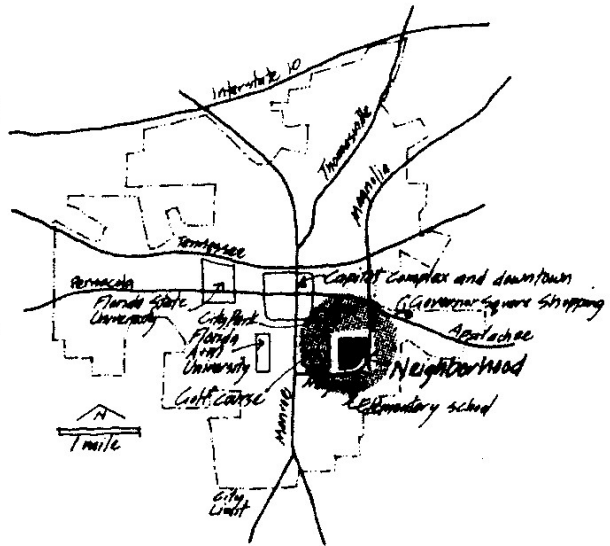 Interstate 10
Thomasville
Magnolia
Tennessee
Pensacola
Capitol Complex and downtown
Governor Square Shopping
Florida State
University
City Park
Florida
A&M
University
Apalachee
Neighborhood
Golf course
Elementary school
Monroe
N
1 mile
City
Limit